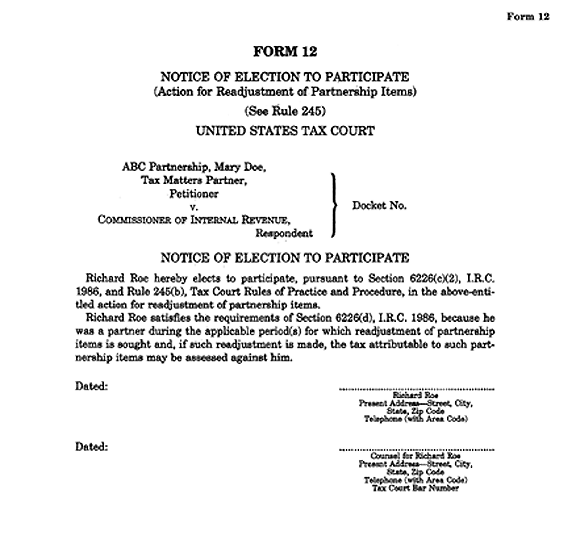 Form 12
FORM 12
NOTICE OF ELECTION TO PARTICIPATE
(Action for Readjustment of Partnership Items)
(See Rule 245)
UNITED STATES TAX COURT
ABC Partnership, Mary Doe,
Tax Matters Partner,
Petitioner
v.
COMMISSIONER OF INTERNAL REVENUE,
Respondent
Docket No.
NOTICE OF ELECTION TO PARTICIPATE
Richard Roe hereby elects to participate, pursuant to Section 6226(c)(2), I.R.C.
1986, and Rule 245(b), Tax Court Rules of Practice and Procedure, in the above-enti-
tled action for readjustment of partnership items.
Richard Roe satisfies the requirements of Section 6226(d), I.R.C. 1986, because he
was a partner during the applicable period(s) for which readjustment of partnership
items is sought and, if such readjustment is made, the tax attributable to such part-
nership items may be assessed against him.
Dated:
Richard Roe
Present Address—Street, City,
State, Zip Code
Telephone (with Area Code)
Dated:
Counsel for Richard Roe
Present Address—Street, City,
State, Zip Code
Telephone (with Area Code)
Tax Court Bar Number